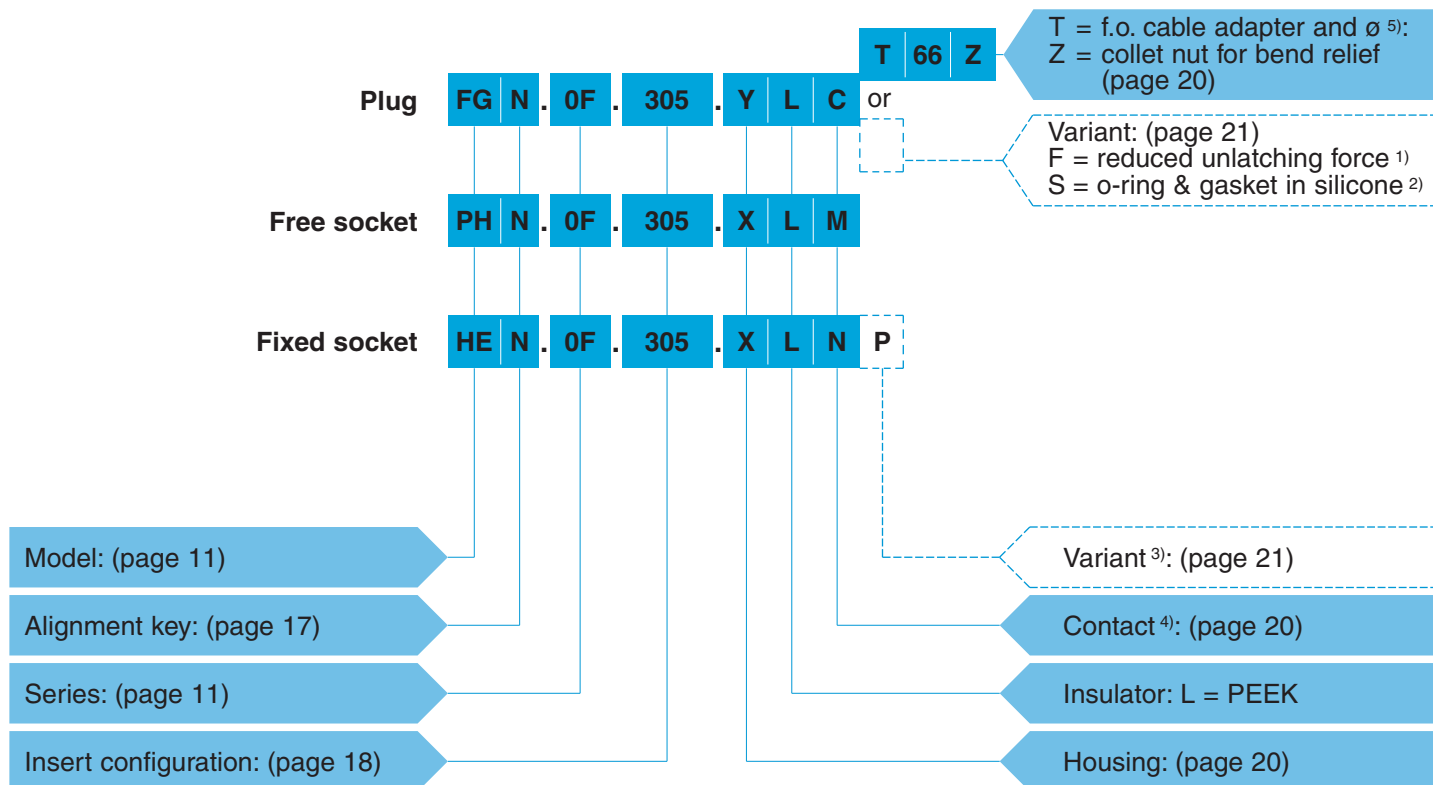 T 66 Z
T = f.o. cable adapter and ø 5):
Z = collet nut for bend relief
(page 20)
Plug FG N . 0F . 305 . Y L C or
Variant: (page 21)
F = reduced unlatching force 1)
S = o-ring & gasket in silicone 2)
Free socket PH N . 0F . 305 . X L M
Fixed socket HE N . 0F . 305 . X L N P
Model: (page 11)
Variant 3): (page 21)
Alignment key: (page 17)
Contact 4): (page 20)
Series: (page 11)
Insulator: L = PEEK
Insert configuration: (page 18)
Housing: (page 20)